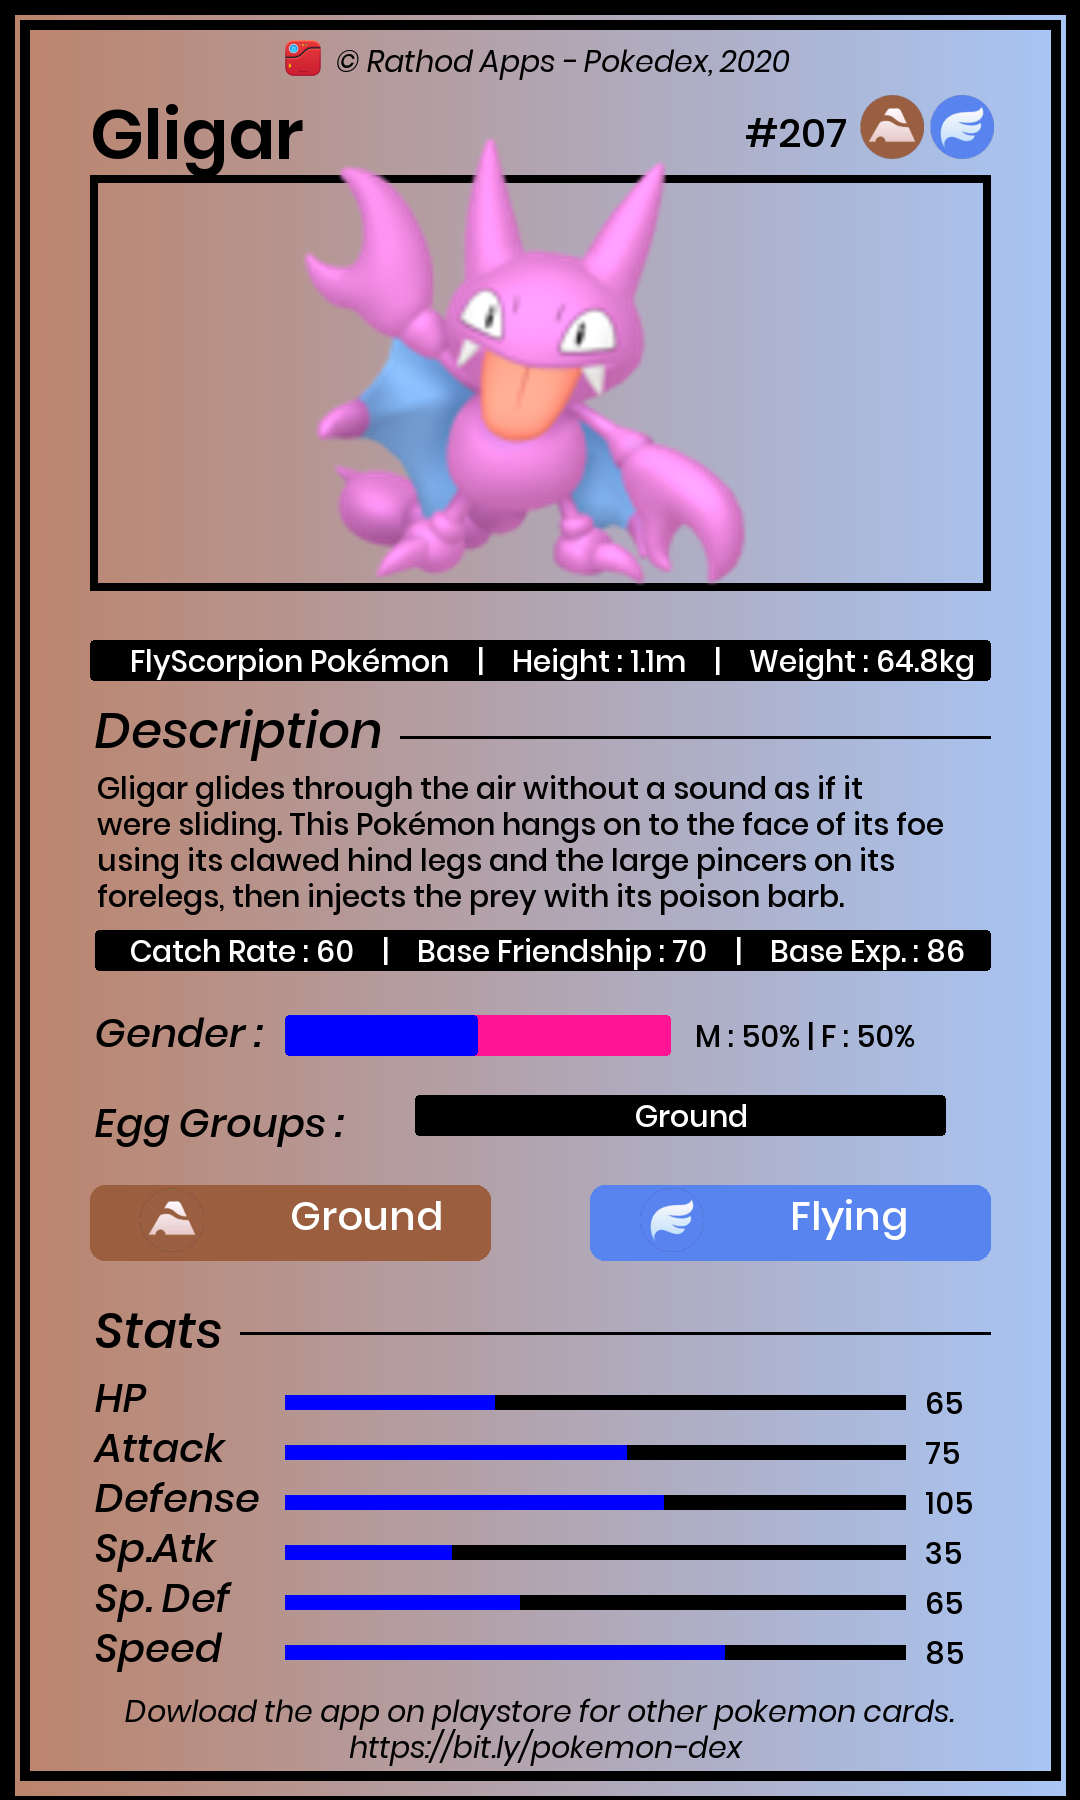 © Rathod Apps - Pokedex, 2020
Gligar
#207
FlyScorpion Pokémon | Height : 1.1m | Weight : 64.8kg
Description
Gligar glides through the air without a sound as if it
were sliding. This Pokémon hangs on to the face of its foe
using its clawed hind legs and the large pincers on its
forelegs, then injects the prey with its poison barb.
Catch Rate : 60 | Base Friendship : 70 | Base Exp. : 86
Gender : M : 50% | F : 50%
Egg Groups : Ground
Ground Flying
Stats
HP 65
Attack 75
Defense 105
Sp.Atk 35
Sp. Def 65
Speed 85
Dowload the app on playstore for other pokemon cards.
https://bit.ly/pokemon-dex